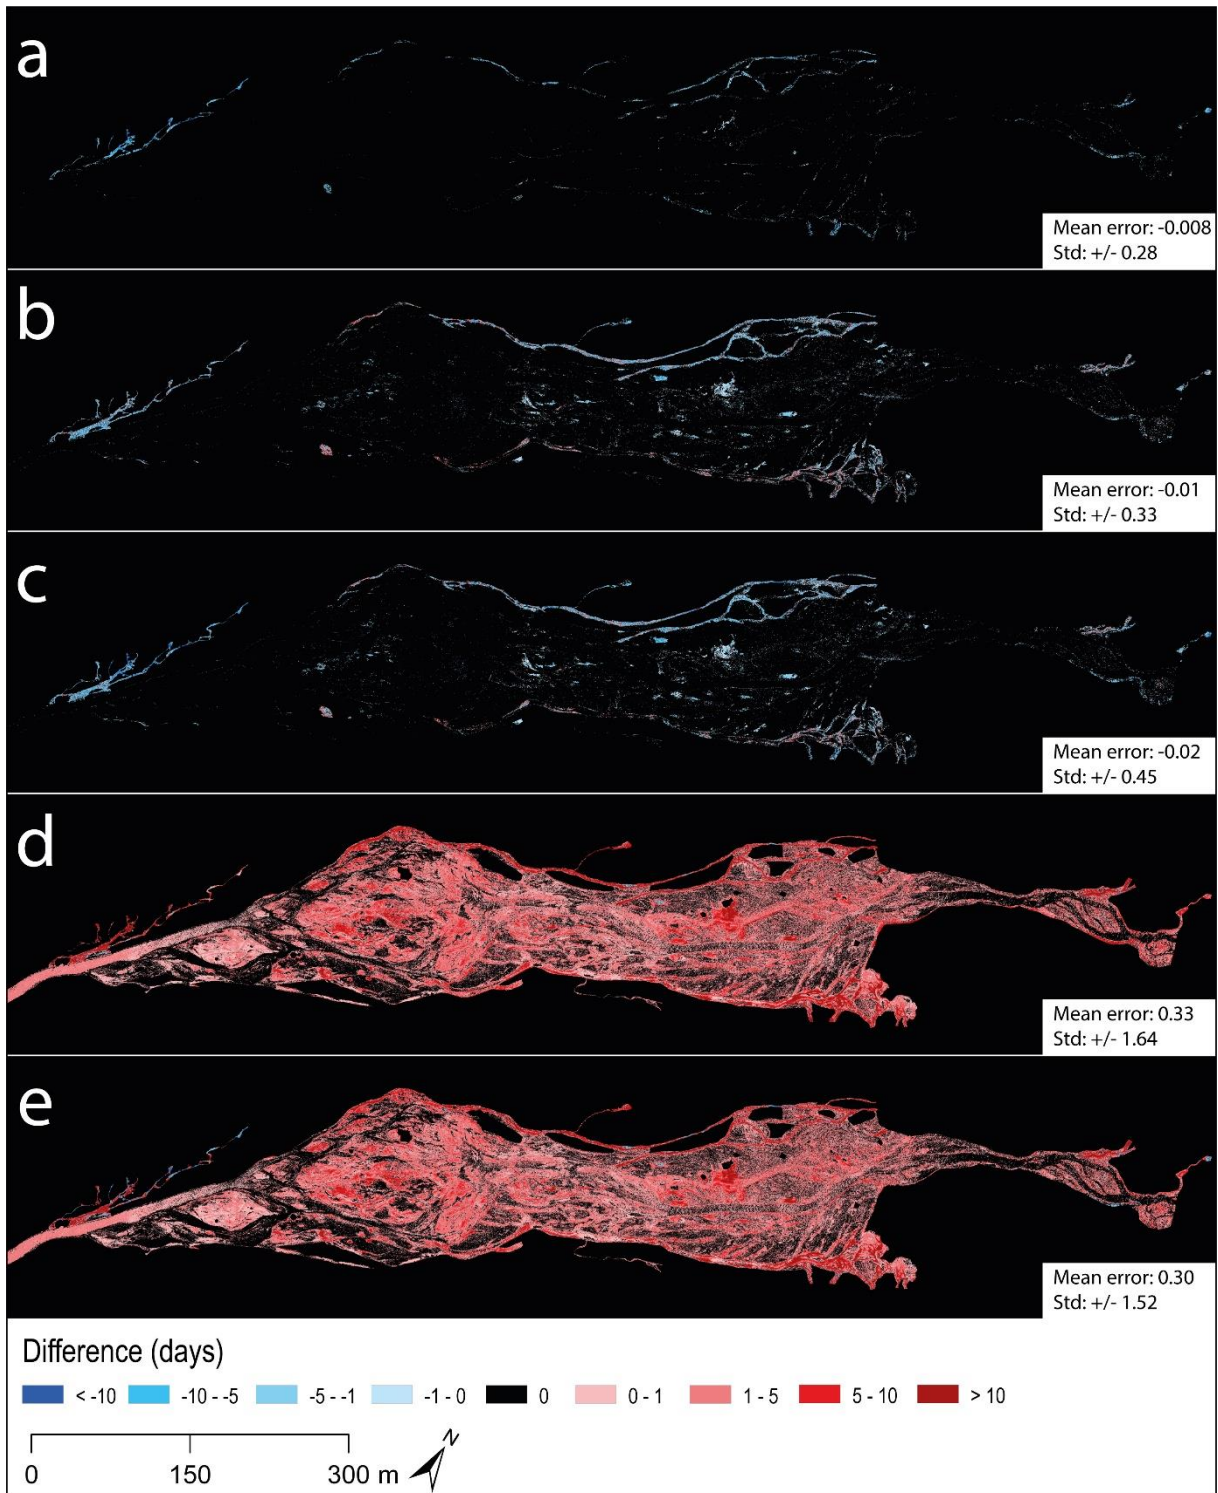 a
Mean error: -0.008
Std: +/- 0.28
b
Mean error: -0.01
Std: +/- 0.33
c
Mean error: -0.02
Std: +/- 0.45
d
Mean error: 0.33
Std: +/- 1.64
e
Mean error: 0.30
Std: +/- 1.52
Difference (days)
< -10 -10 - -5 -5 - -1 -1 - 0 0 0 - 1 1 - 5 5 - 10 > 10
N
0 150 300 m